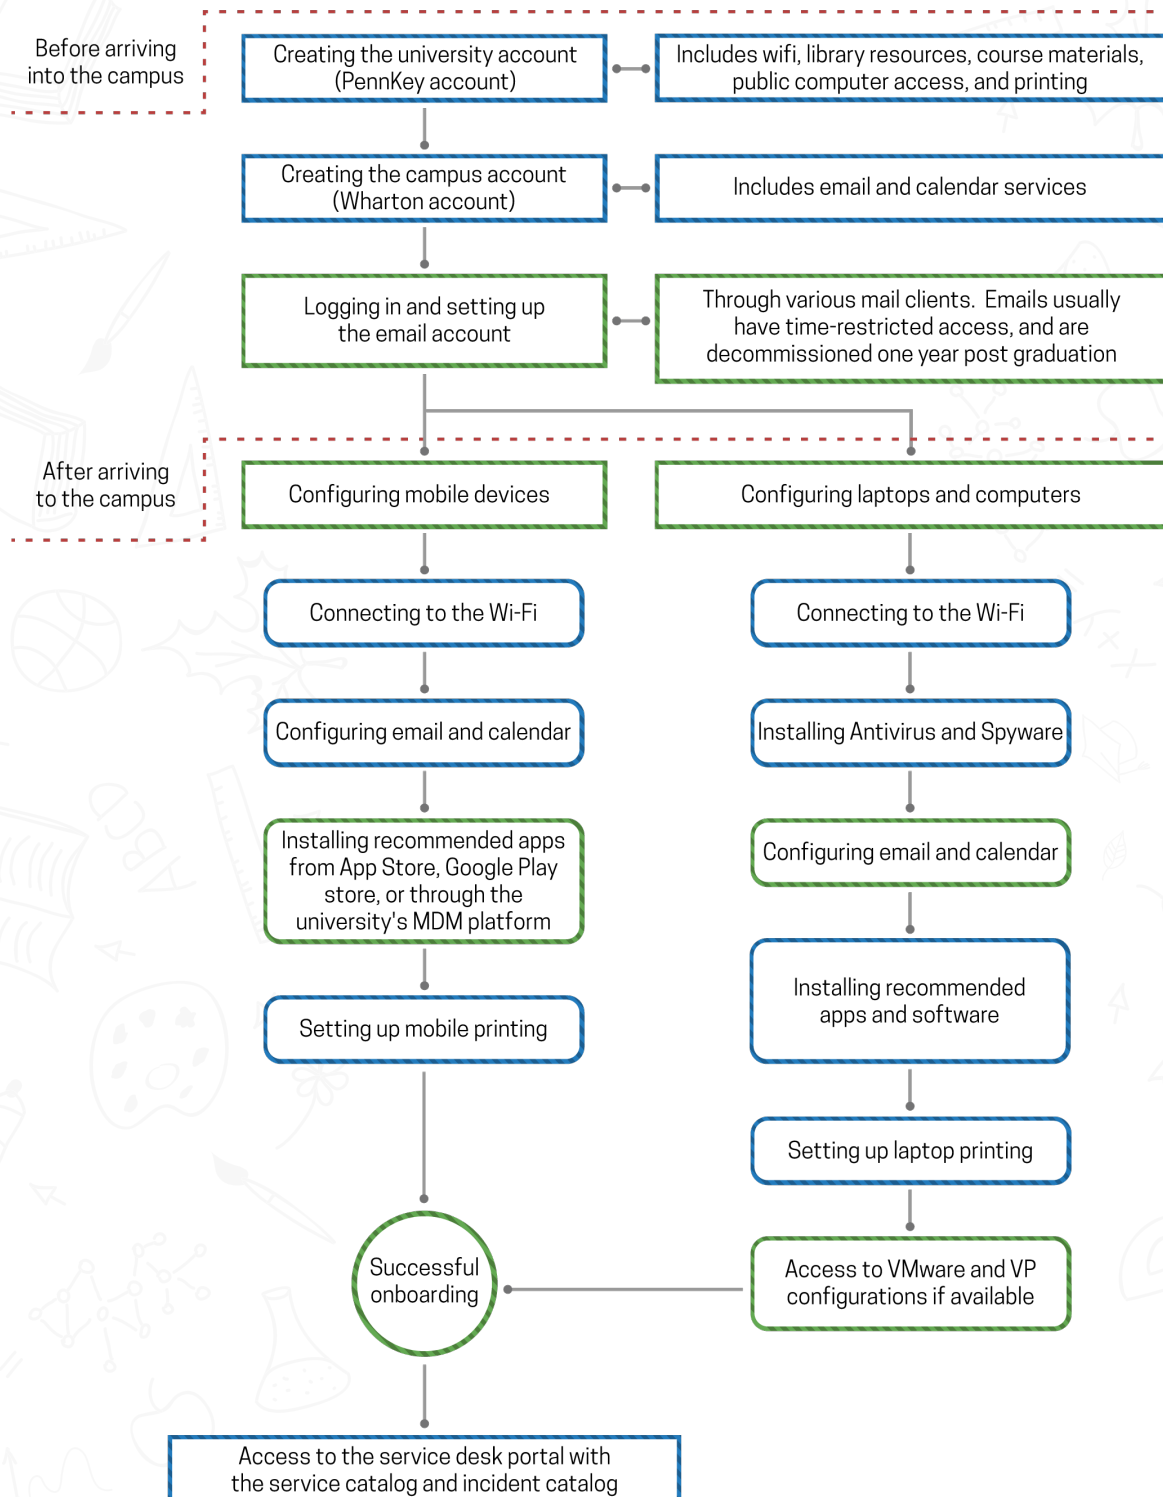 Before arriving
into the campus
Creating the university account
(PennKey account)
Includes wifi, library resources, course materials,
public computer access, and printing
Creating the campus account
(Wharton account)
Includes email and calendar services
Logging in and setting up
the email account
Through various mail clients. Emails usually
have time-restricted access, and are
decommissioned one year post graduation
After arriving
to the campus
Configuring mobile devices
Configuring laptops and computers
Connecting to the Wi-Fi
Connecting to the Wi-Fi
Configuring email and calendar
Installing Antivirus and Spyware
Installing recommended apps
from App Store, Google Play
store, or through the
university's MDM platform
Configuring email and calendar
Setting up mobile printing
Installing recommended
apps and software
Setting up laptop printing
Successful
onboarding
Access to VMware and VP
configurations if available
Access to the service desk portal with
the service catalog and incident catalog
ABCD